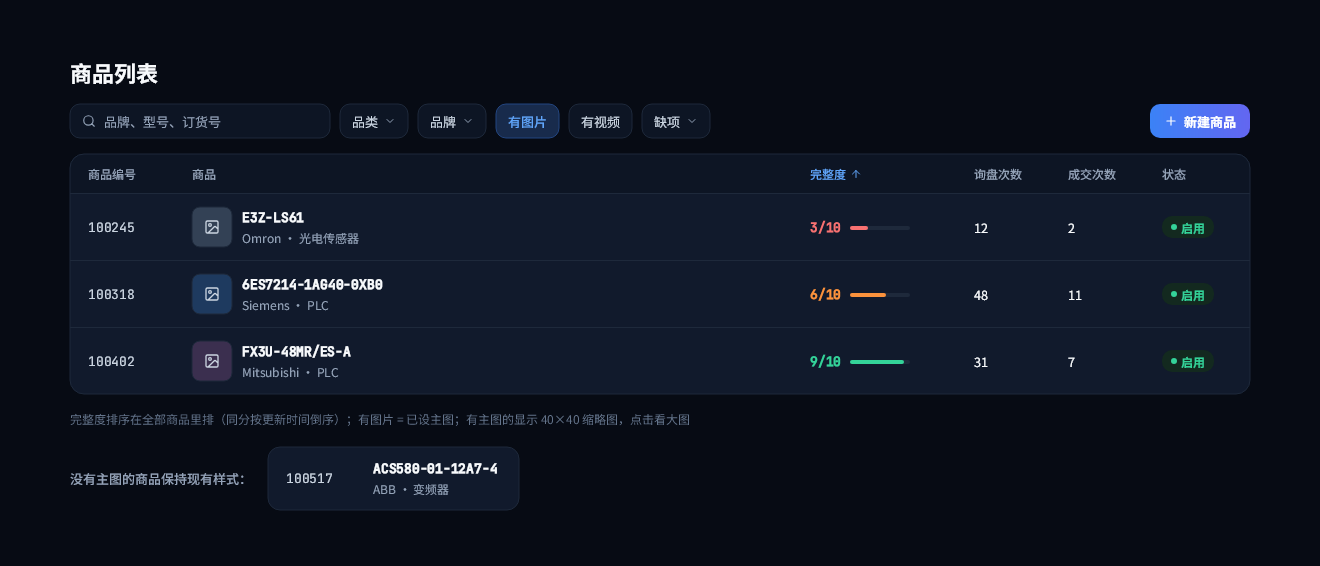 商品列表
品牌、型号、订货号 品类 品牌 有图片 有视频 缺项 + 新建商品
商品编号 商品 完整度 ↑ 询盘次数 成交次数 状态
E3Z-LS61
100245 3/10 12 2 启用
Omron • 光电传感器
6ES7214-1AG40-0XB0
100318 6/10 48 11 启用
Siemens • PLC
FX3U-48MR/ES-A
100402 9/10 31 7 启用
Mitsubishi • PLC
完整度排序在全部商品里排（同分按更新时间倒序）；有图片 = 已设主图；有主图的显示 40×40 缩略图，点击看大图
ACS580-01-12A7-4
没有主图的商品保持现有样式： 100517
ABB • 变频器